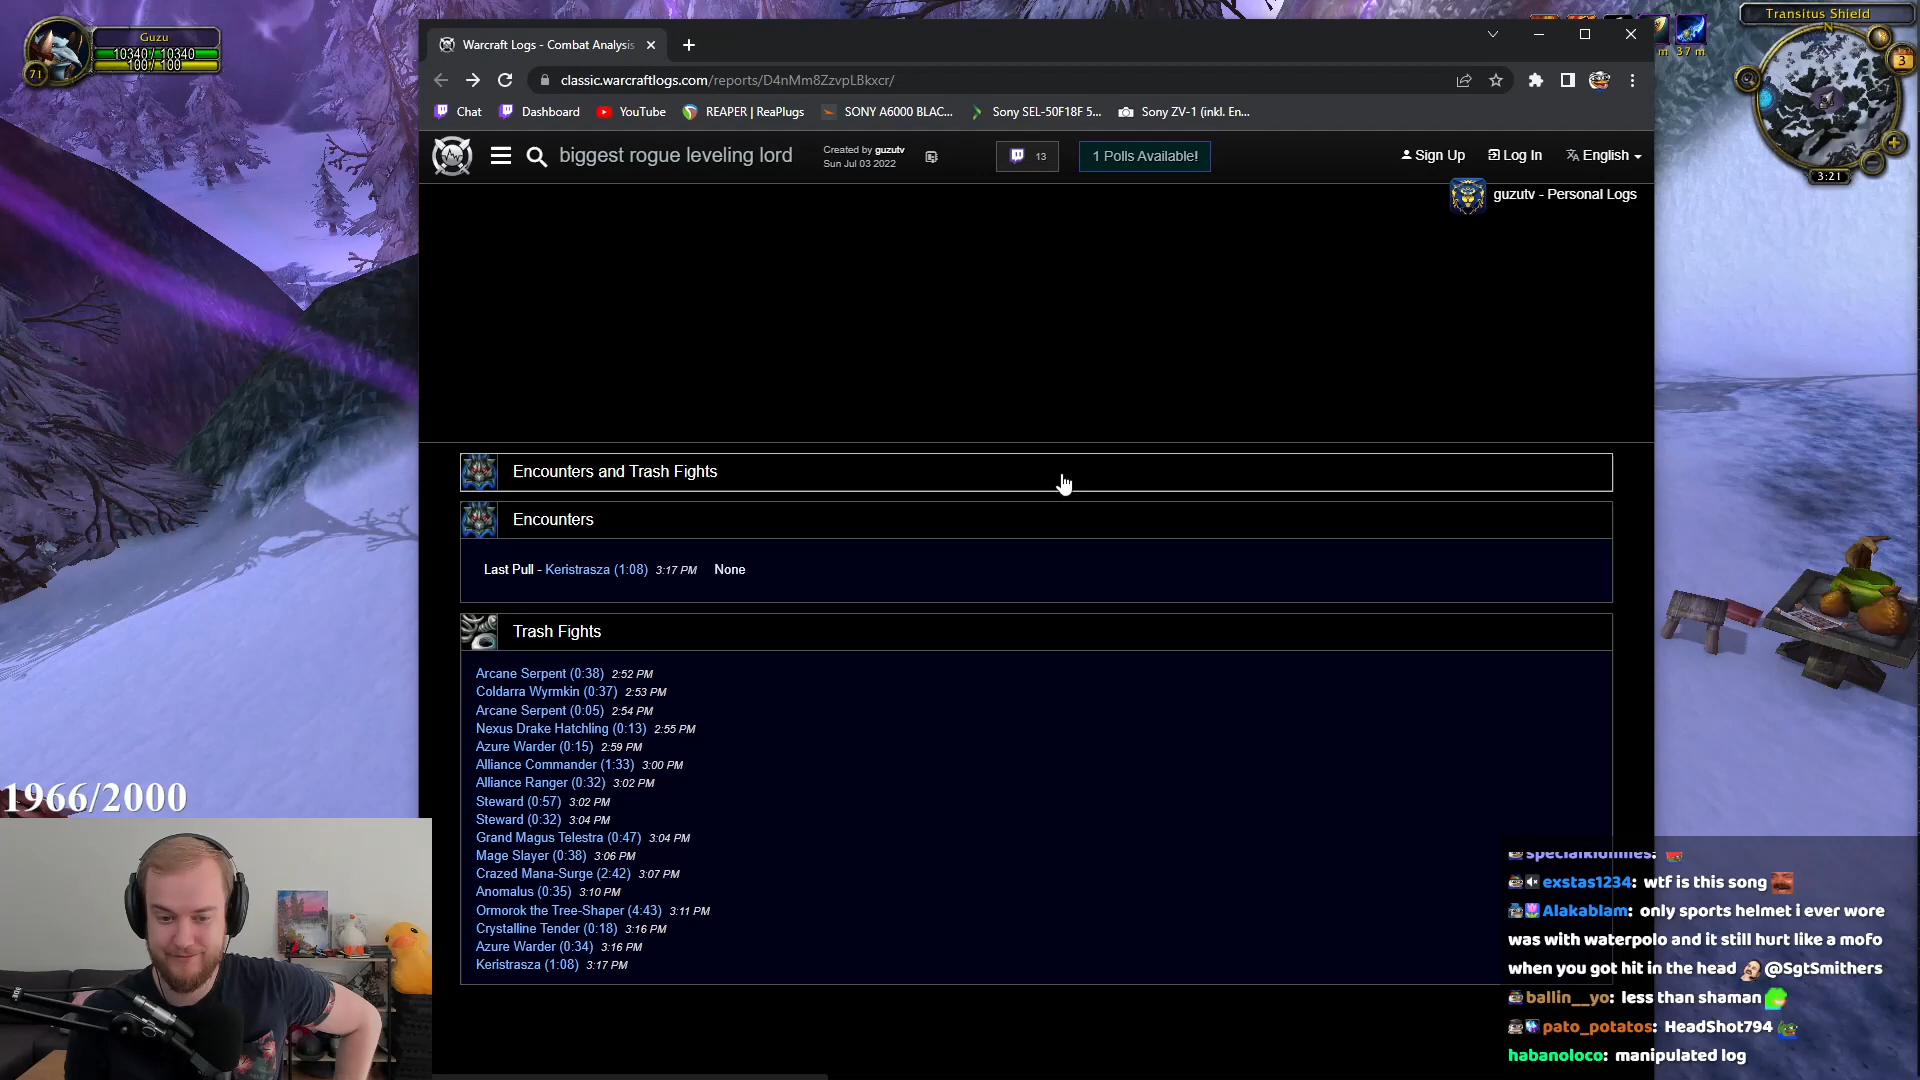 Guzu
10340 / 10340
100 / 100
71
Warcraft Logs - Combat Analysis
classic.warcraftlogs.com/reports/D4nMm8ZzvpLBkxcr/
Chat
Dashboard
YouTube
REAPER | ReaPlugs
SONY A6000 BLAC...
Sony SEL-50F18F 5...
Sony ZV-1 (inkl. En...
biggest rogue leveling lord
Created by guzutv
Sun Jul 03 2022
13
1 Polls Available!
Sign Up
Log In
English
guzutv - Personal Logs
Transitus Shield
N
3
37 m
3:21
Encounters and Trash Fights
Encounters
Last Pull - Keristrasza (1:08) 3:17 PM None
Trash Fights
Arcane Serpent (0:38) 2:52 PM
Coldarra Wyrmkin (0:37) 2:53 PM
Arcane Serpent (0:05) 2:54 PM
Nexus Drake Hatchling (0:13) 2:55 PM
Azure Warder (0:15) 2:59 PM
Alliance Commander (1:33) 3:00 PM
Alliance Ranger (0:32) 3:02 PM
Steward (0:57) 3:02 PM
Steward (0:32) 3:04 PM
Grand Magus Telestra (0:47) 3:04 PM
Mage Slayer (0:38) 3:06 PM
Crazed Mana-Surge (2:42) 3:07 PM
Anomalus (0:35) 3:10 PM
Ormorok the Tree-Shaper (4:43) 3:11 PM
Crystalline Tender (0:18) 3:16 PM
Azure Warder (0:34) 3:16 PM
Keristrasza (1:08) 3:17 PM
1966/2000
exstas1234: wtf is this song
Alakablam: only sports helmet i ever wore
was with waterpolo and it still hurt like a mofo
when you got hit in the head @SgtSmithers
ballin__yo: less than shaman
pato_potatos: HeadShot794
habanoloco: manipulated log